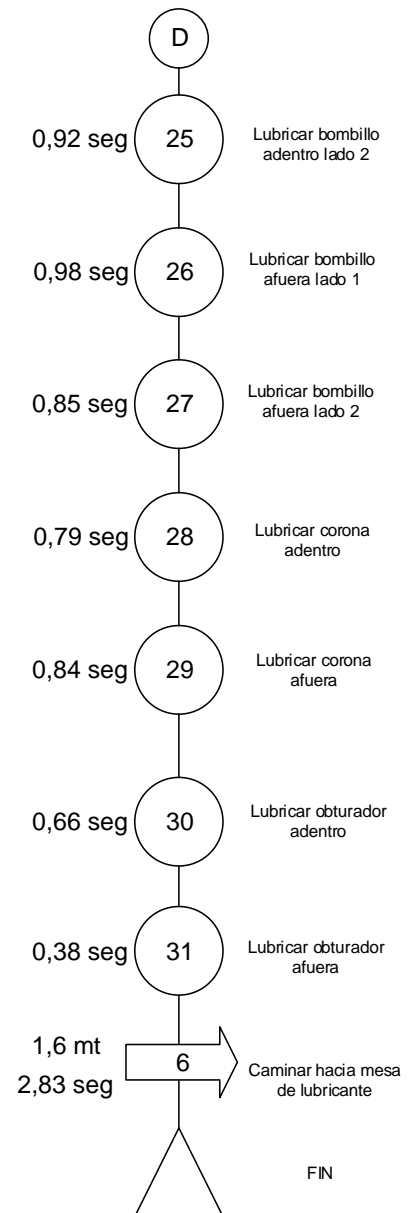 D
0,92 seg
25
Lubricar bombillo
adentro lado 2
0,98 seg
26
Lubricar bombillo
afuera lado 1
0,85 seg
27
Lubricar bombillo
afuera lado 2
0,79 seg
28
Lubricar corona
adentro
0,84 seg
29
Lubricar corona
afuera
0,66 seg
30
Lubricar obturador
adentro
0,38 seg
31
Lubricar obturador
afuera
1,6 mt
2,83 seg
6
Caminar hacia mesa
de lubricante
FIN